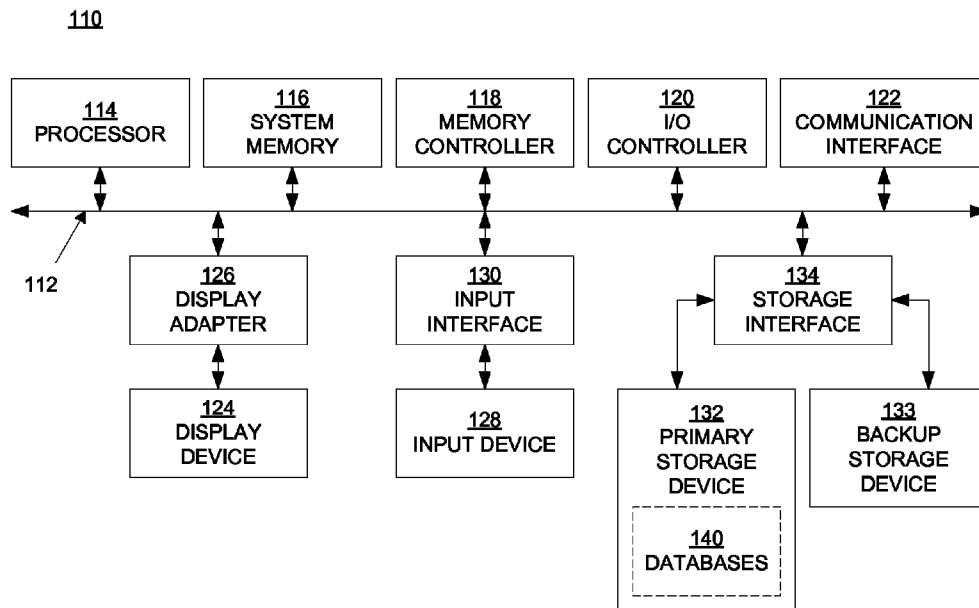 110
114
PROCESSOR
116
SYSTEM
MEMORY
118
MEMORY
CONTROLLER
120
I/O
CONTROLLER
122
COMMUNICATION
INTERFACE
112
126
DISPLAY
ADAPTER
130
INPUT
INTERFACE
134
STORAGE
INTERFACE
124
DISPLAY
DEVICE
128
INPUT DEVICE
132
PRIMARY
STORAGE
DEVICE
140
DATABASES
133
BACKUP
STORAGE
DEVICE